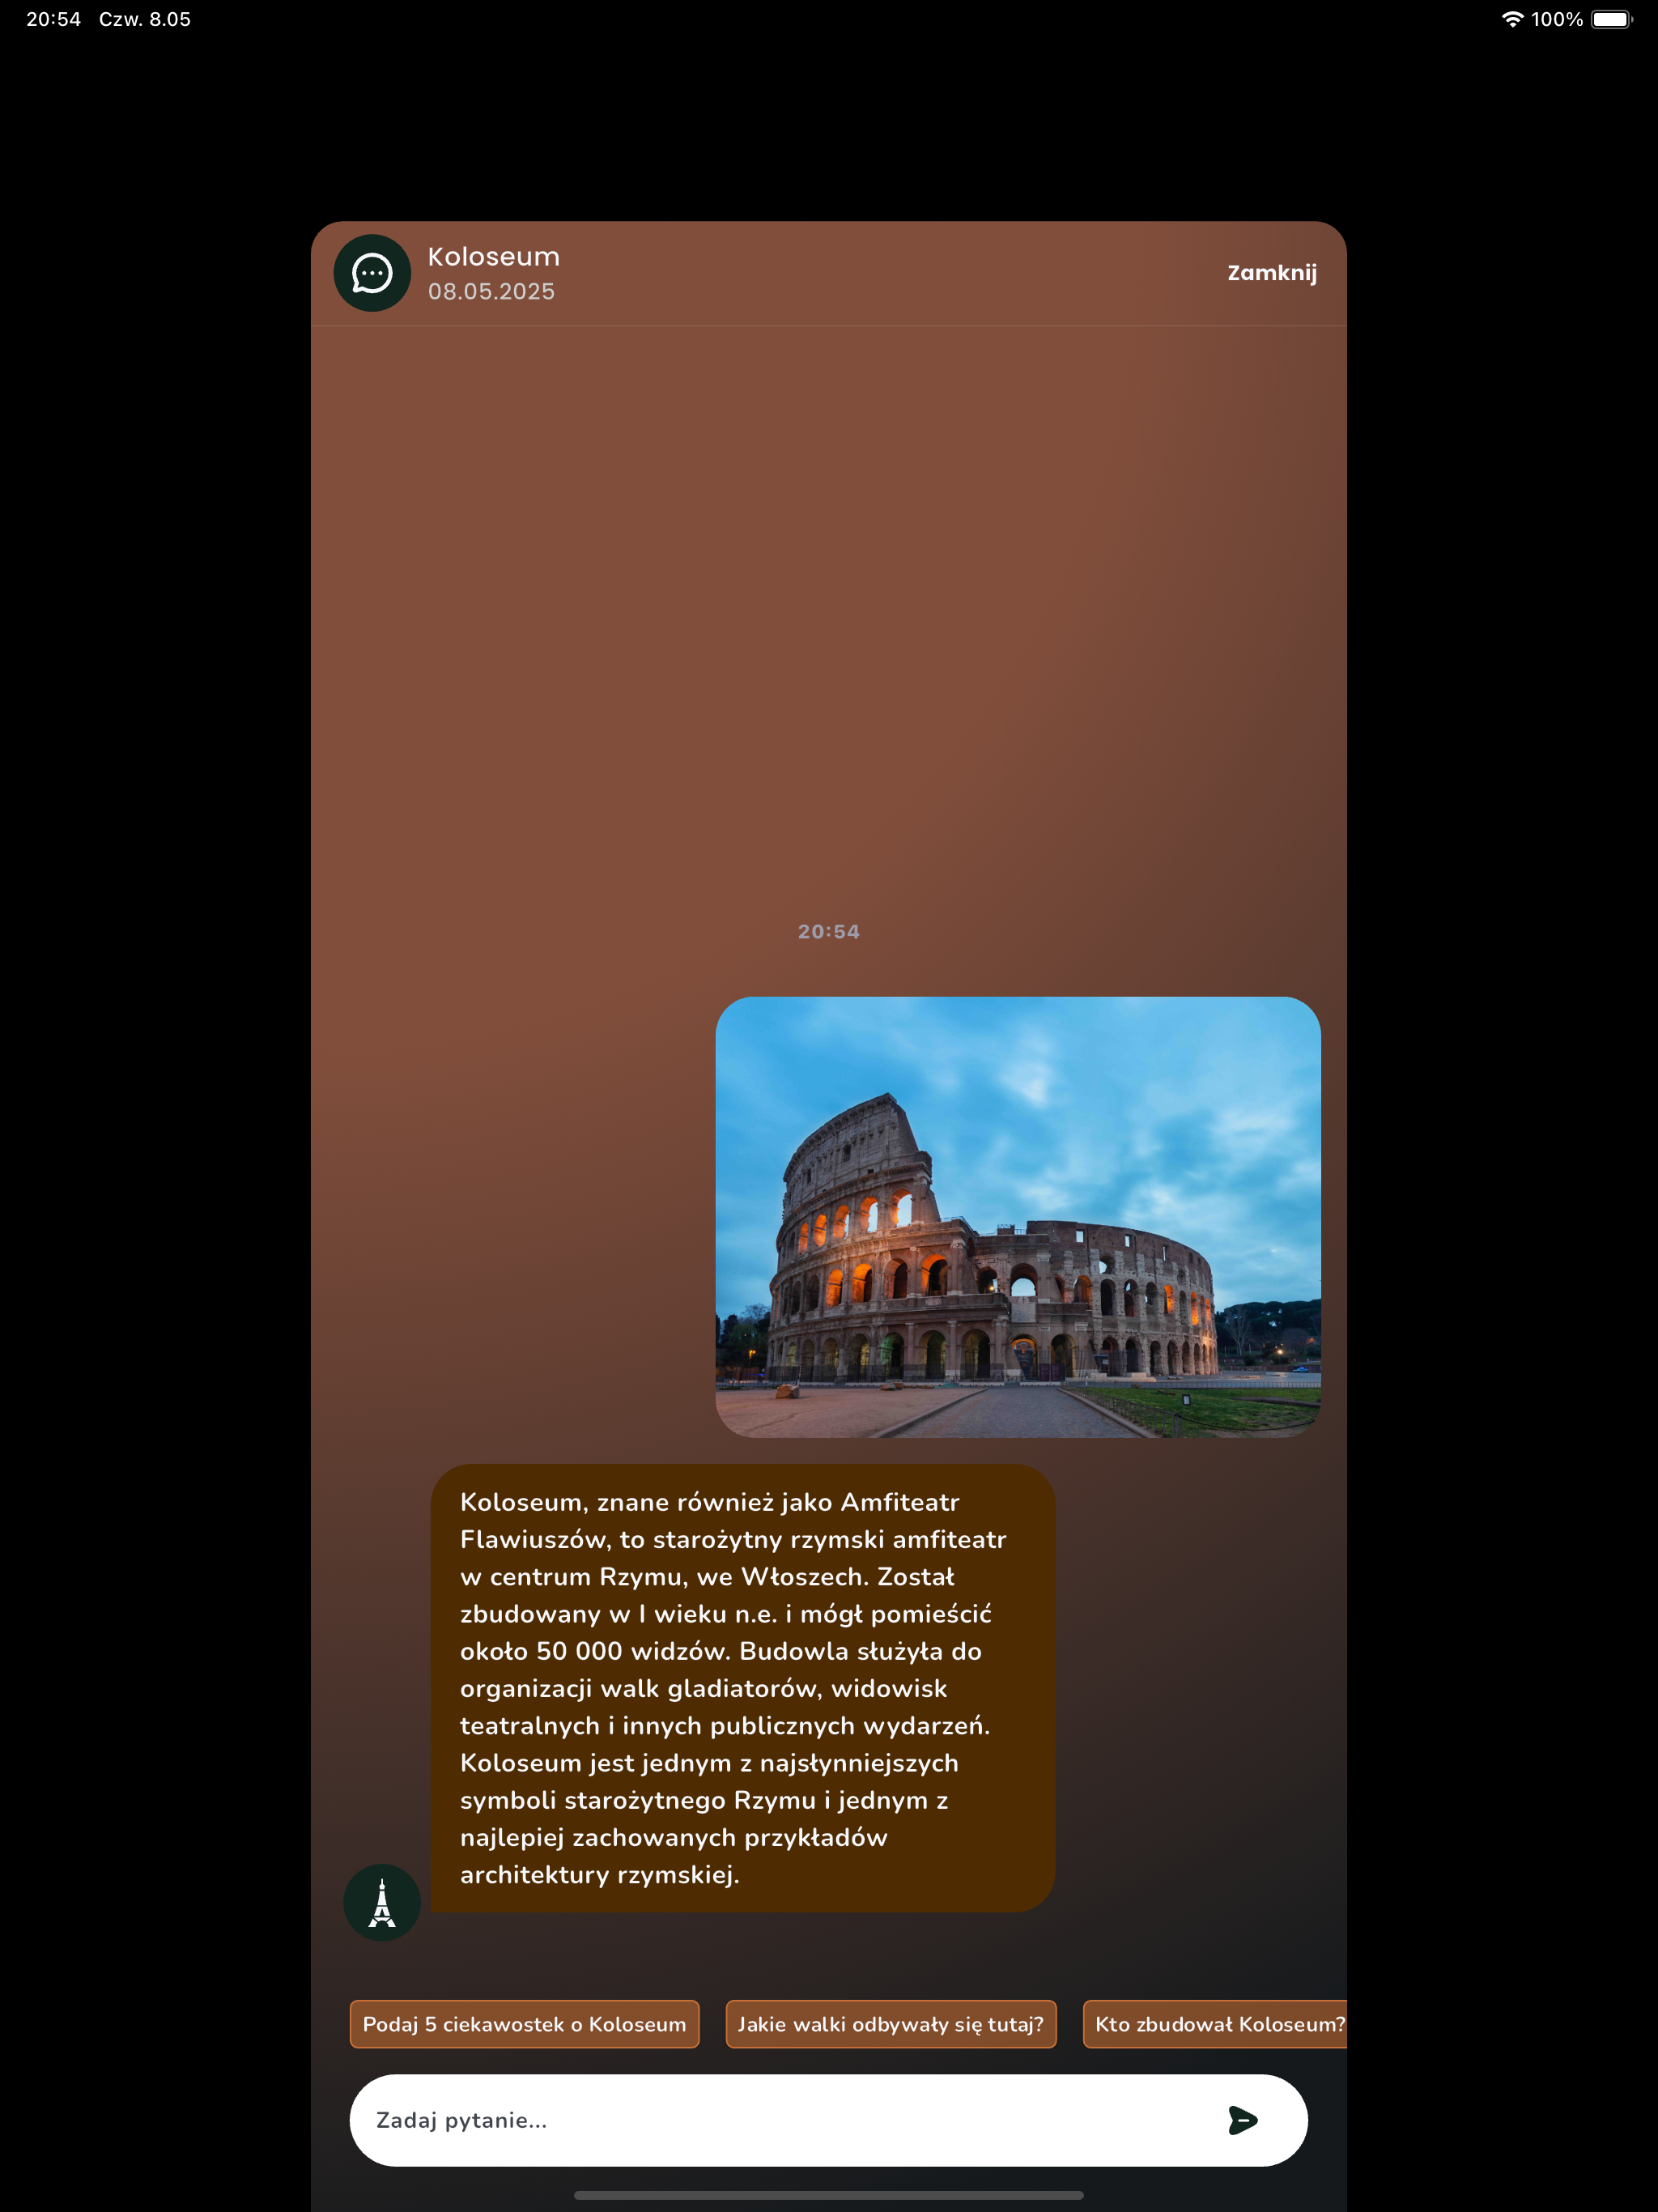 20:54 Czw. 8.05
100%
Koloseum
08.05.2025
Zamknij
20:54
Koloseum, znane również jako Amfiteatr
Flawiuszów, to starożytny rzymski amfiteatr
w centrum Rzymu, we Włoszech. Został
zbudowany w I wieku n.e. i mógł pomieścić
około 50 000 widzów. Budowla służyła do
organizacji walk gladiatorów, widowisk
teatralnych i innych publicznych wydarzeń.
Koloseum jest jednym z najsłynniejszych
symboli starożytnego Rzymu i jednym z
najlepiej zachowanych przykładów
architektury rzymskiej.
Podaj 5 ciekawostek o Koloseum
Jakie walki odbywały się tutaj?
Kto zbudował Koloseum?
Zadaj pytanie...